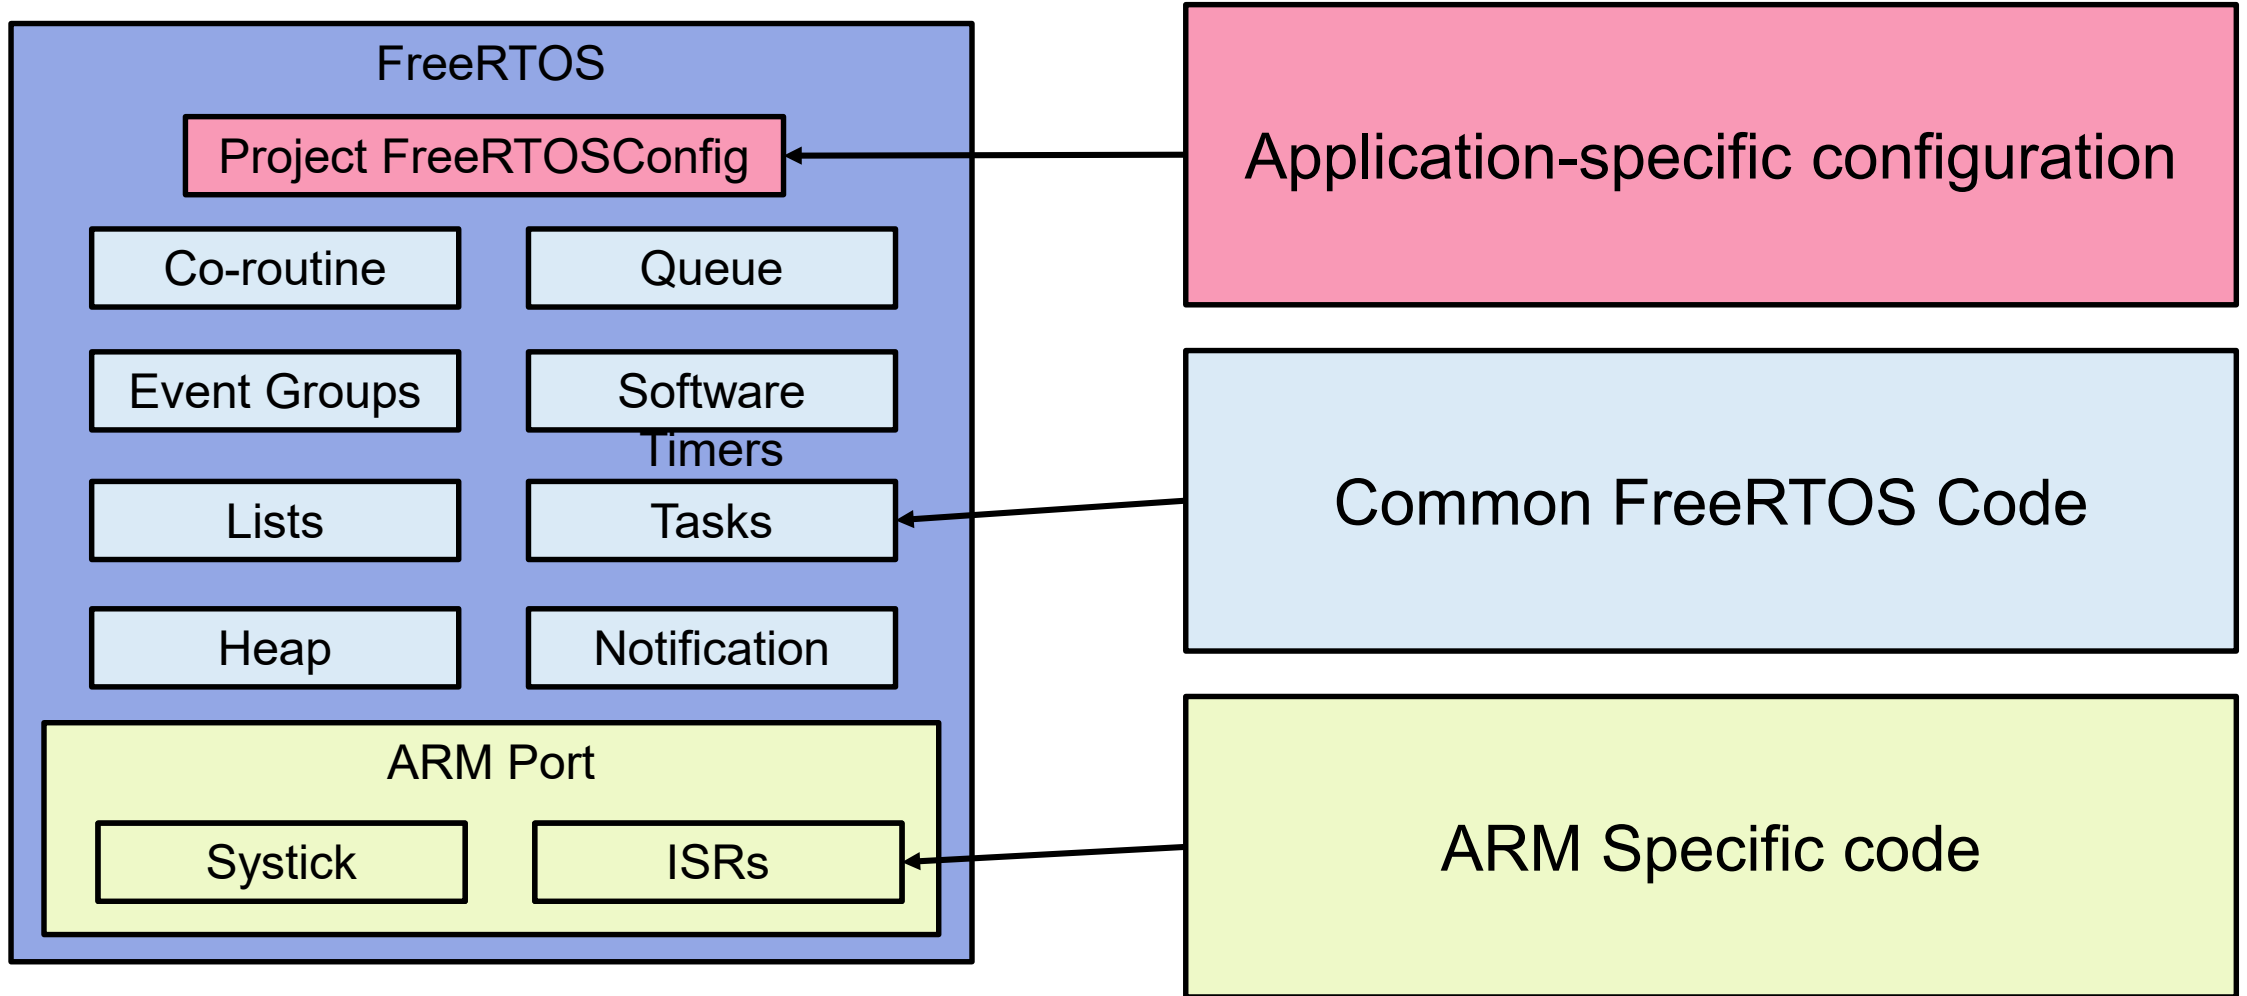 FreeRTOS
Project FreeRTOSConfig
Co-routine
Queue
Event Groups
Software
Timers
Lists
Tasks
Heap
Notification
ARM Port
Systick
ISRs
Application-specific configuration
Common FreeRTOS Code
ARM Specific code